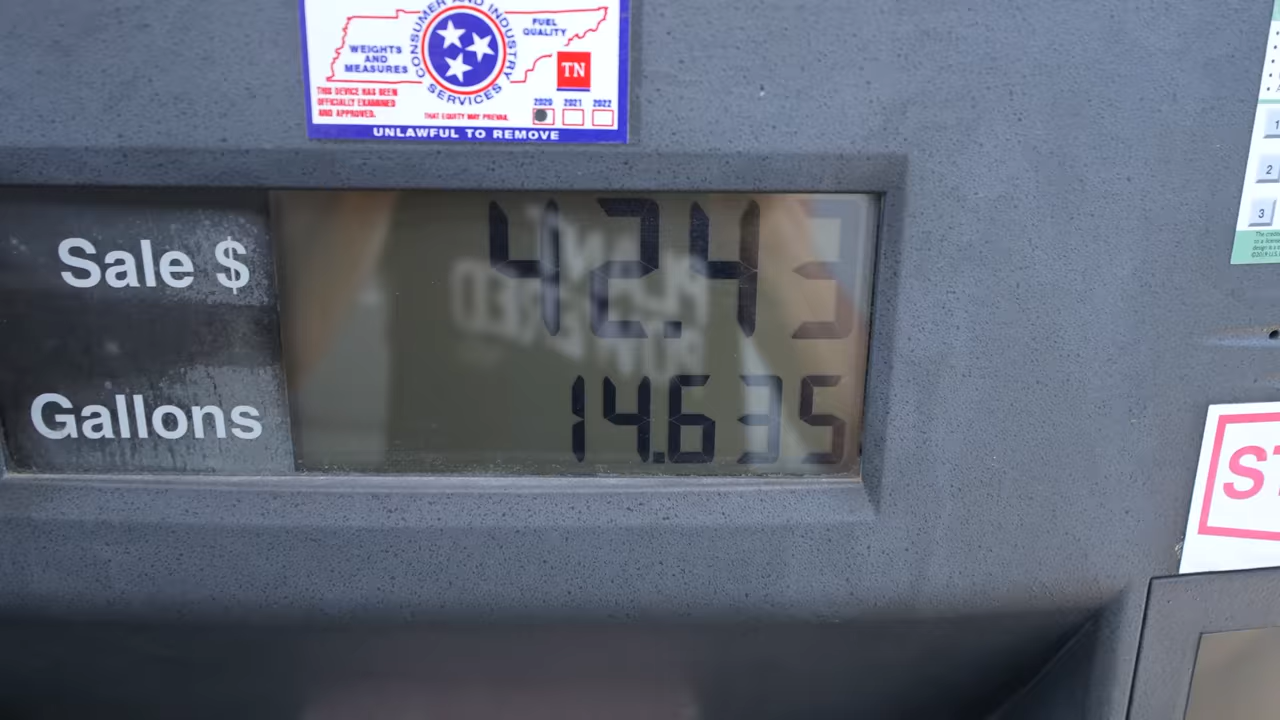 CONSUMER AND INDUSTRY SERVICES
WEIGHTS AND MEASURES
FUEL QUALITY
TN
THIS DEVICE HAS BEEN
OFFICIALLY EXAMINED
AND APPROVED.
THAT EQUITY MAY PREVAIL
2020 2021 2022
UNLAWFUL TO REMOVE
Sale $ 42.43
Gallons 14.635
1
2
3